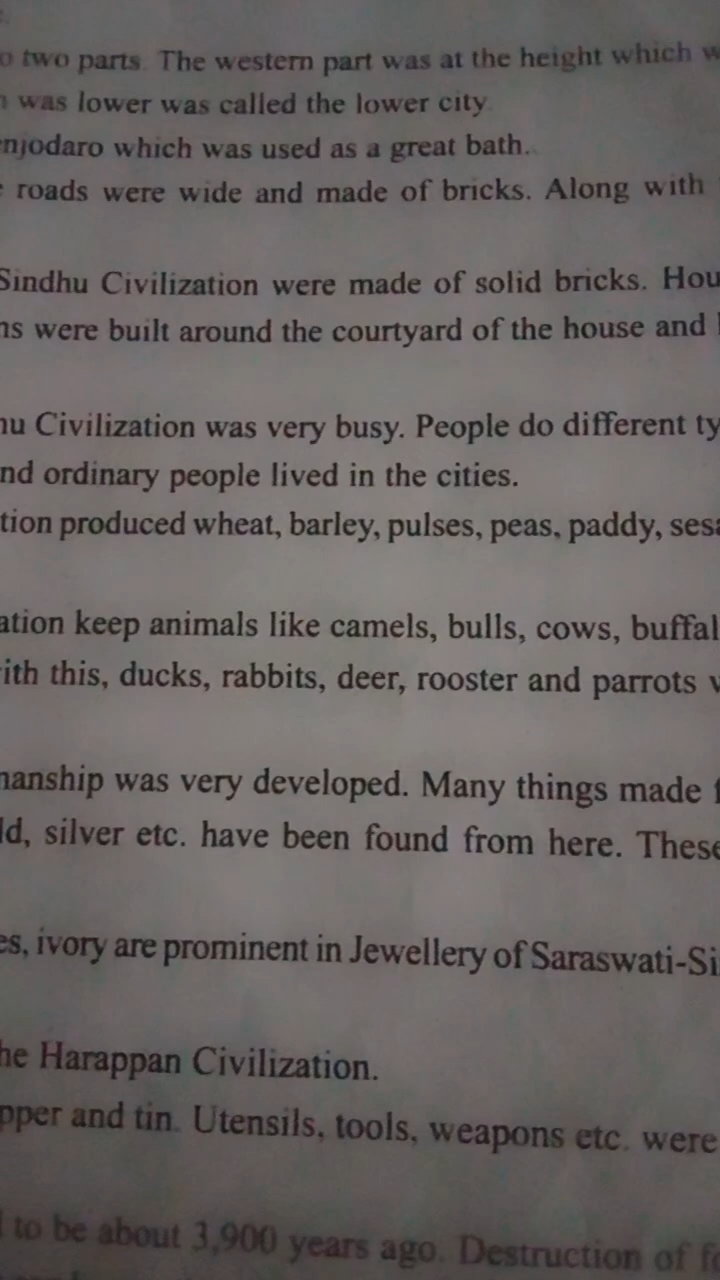 two parts. The western part was at the height which
was lower was called the lower city
njodaro which was used as a great bath.
roads were wide and made of bricks. Along with
Sindhu Civilization were made of solid bricks. Hou
ns were built around the courtyard of the house and
hu Civilization was very busy. People do different ty
nd ordinary people lived in the cities.
tion produced wheat, barley, pulses, peas, paddy, sesa
ation keep animals like camels, bulls, cows, buffal
ith this, ducks, rabbits, deer, rooster and parrots
manship was very developed. Many things made
ld, silver etc. have been found from here. These
es, ivory are prominent in Jewellery of Saraswati-Si
he Harappan Civilization.
pper and tin. Utensils, tools, weapons etc. were
to be about 3,900 years ago. Destruction of